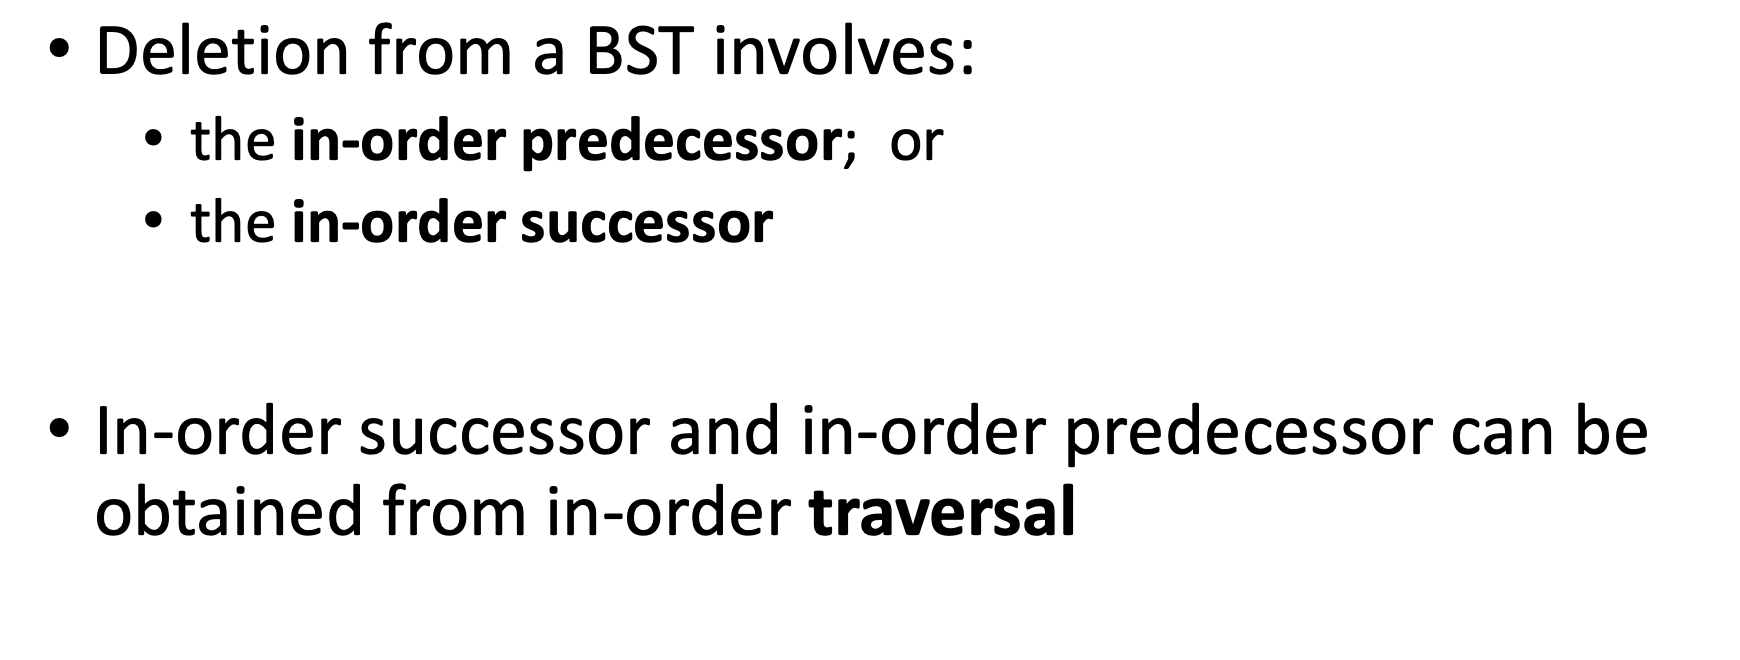 • Deletion from a BST involves:
• the in-order predecessor;  or
• the in-order successor
• In-order successor and in-order predecessor can be
obtained from in-order traversal